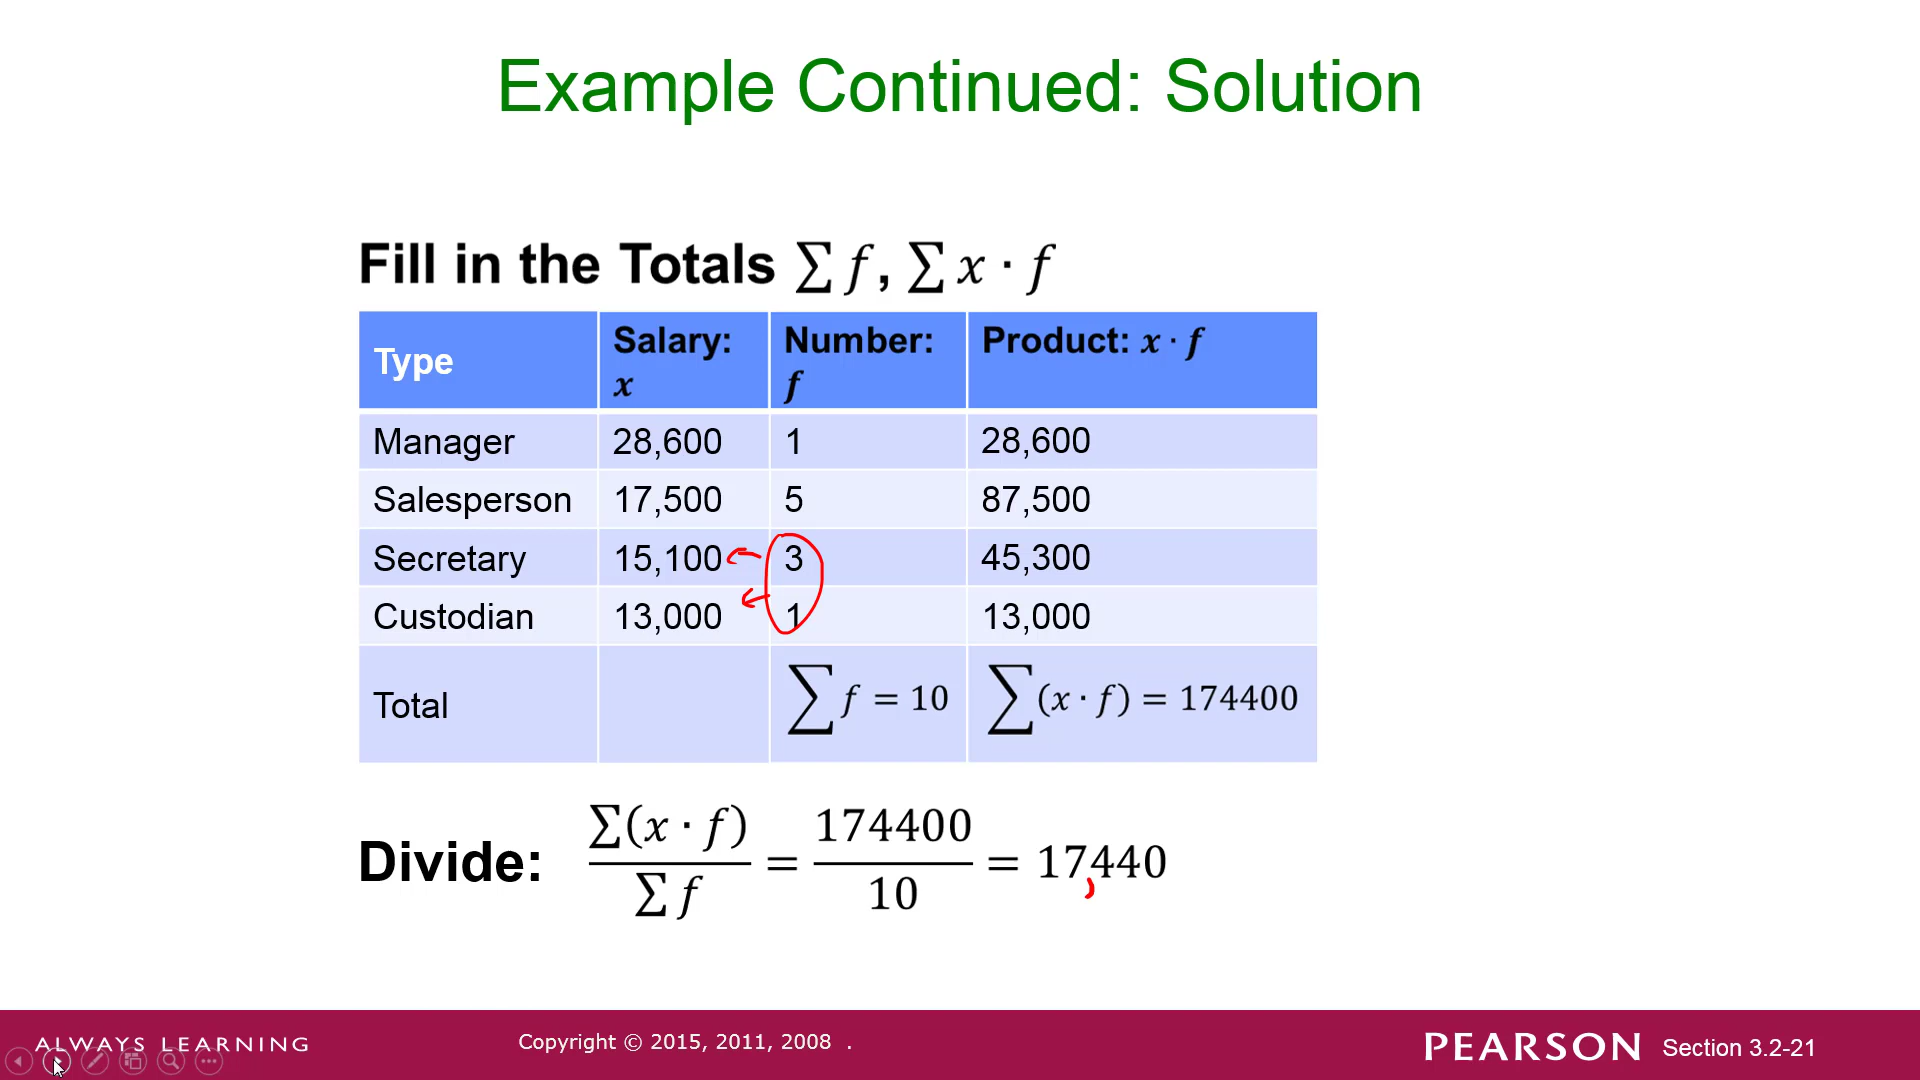 Example Continued: Solution
Fill in the Totals ∑ f, ∑ x · f
Type Salary: x Number: f Product: x · f
Manager 28,600 1 28,600
Salesperson 17,500 5 87,500
Secretary 15,100 3 45,300
Custodian 13,000 1 13,000
Total ∑ f = 10 ∑(x · f) = 174400
Divide: ∑(x · f) / ∑ f = 174400 / 10 = 17,440
ALWAYS LEARNING Copyright © 2015, 2011, 2008 . PEARSON Section 3.2-21